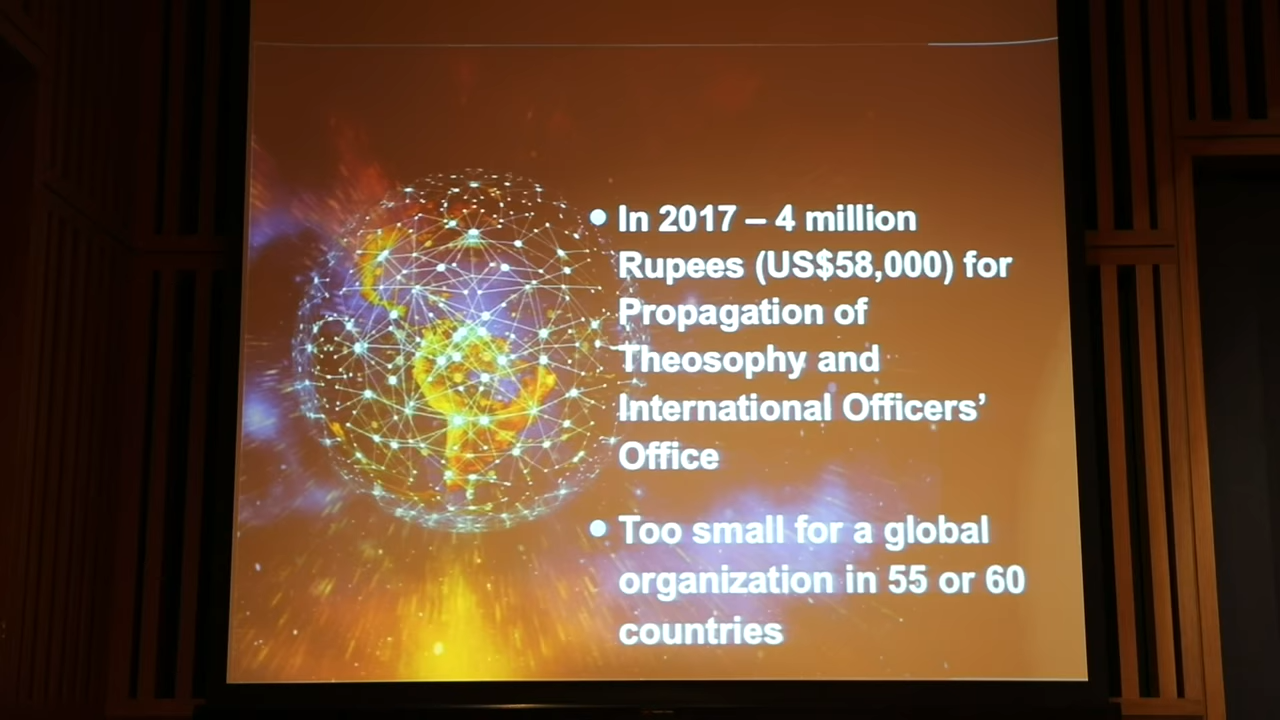 • In 2017 – 4 million
Rupees (US$58,000) for
Propagation of
Theosophy and
International Officers’
Office
• Too small for a global
organization in 55 or 60
countries